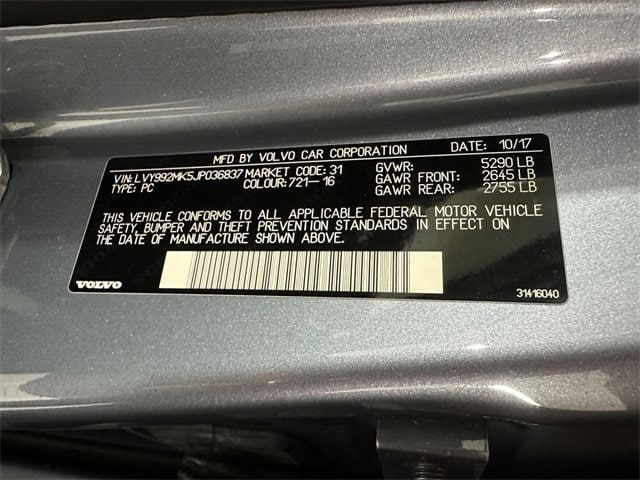 MFD BY VOLVO CAR CORPORATION DATE: 10/17
VIN: LVY992MK5JP036837 MARKET CODE: 31 GVWR: 5290 LB
TYPE: PC COLOUR: 721-16 GAWR FRONT: 2645 LB
GAWR REAR: 2755 LB
THIS VEHICLE CONFORMS TO ALL APPLICABLE FEDERAL MOTOR VEHICLE
SAFETY, BUMPER AND THEFT PREVENTION STANDARDS IN EFFECT ON
THE DATE OF MANUFACTURE SHOWN ABOVE.
VOLVO 31416040